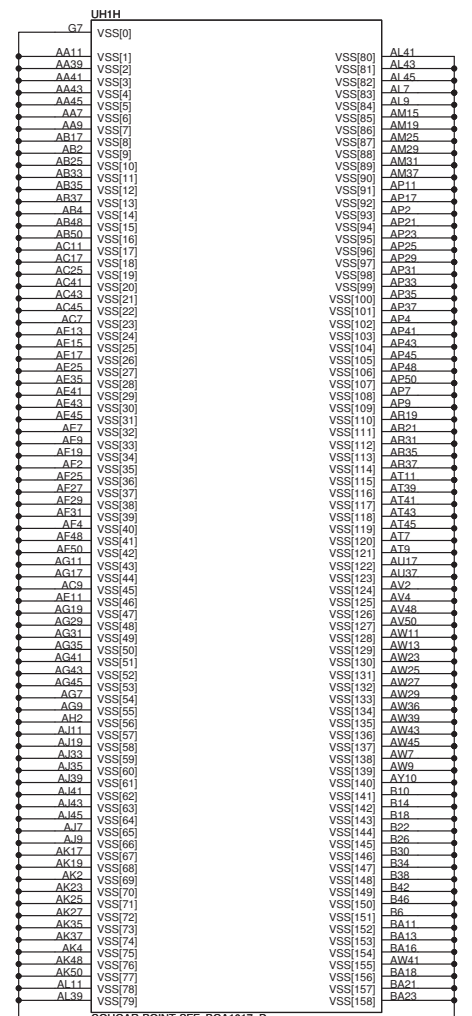 UH1H
G7 VSS[0]
AA11 VSS[1] VSS[80] AL41
AA39 VSS[2] VSS[81] AL43
AA41 VSS[3] VSS[82] AL45
AA43 VSS[4] VSS[83] AL7
AA45 VSS[5] VSS[84] AL9
AA7 VSS[6] VSS[85] AM15
AA9 VSS[7] VSS[86] AM19
AB17 VSS[8] VSS[87] AM25
AB2 VSS[9] VSS[88] AM29
AB25 VSS[10] VSS[89] AM31
AB33 VSS[11] VSS[90] AM37
AB35 VSS[12] VSS[91] AP11
AB37 VSS[13] VSS[92] AP17
AB4 VSS[14] VSS[93] AP2
AB48 VSS[15] VSS[94] AP21
AB50 VSS[16] VSS[95] AP23
AC11 VSS[17] VSS[96] AP25
AC17 VSS[18] VSS[97] AP29
AC25 VSS[19] VSS[98] AP31
AC41 VSS[20] VSS[99] AP33
AC43 VSS[21] VSS[100] AP35
AC45 VSS[22] VSS[101] AP37
AC7 VSS[23] VSS[102] AP4
AE13 VSS[24] VSS[103] AP41
AE15 VSS[25] VSS[104] AP43
AE17 VSS[26] VSS[105] AP45
AE25 VSS[27] VSS[106] AP48
AE35 VSS[28] VSS[107] AP50
AE41 VSS[29] VSS[108] AP7
AE43 VSS[30] VSS[109] AP9
AE45 VSS[31] VSS[110] AR19
AE7 VSS[32] VSS[111] AR21
AE9 VSS[33] VSS[112] AR31
AF19 VSS[34] VSS[113] AR35
AF2 VSS[35] VSS[114] AR37
AF25 VSS[36] VSS[115] AT11
AF27 VSS[37] VSS[116] AT39
AF29 VSS[38] VSS[117] AT41
AF31 VSS[39] VSS[118] AT43
AF4 VSS[40] VSS[119] AT45
AF48 VSS[41] VSS[120] AT7
AF50 VSS[42] VSS[121] AT9
AG11 VSS[43] VSS[122] AU17
AG17 VSS[44] VSS[123] AU37
AC9 VSS[45] VSS[124] AV2
AE11 VSS[46] VSS[125] AV4
AG19 VSS[47] VSS[126] AV48
AG29 VSS[48] VSS[127] AV50
AG31 VSS[49] VSS[128] AW11
AG35 VSS[50] VSS[129] AW13
AG41 VSS[51] VSS[130] AW23
AG43 VSS[52] VSS[131] AW25
AG45 VSS[53] VSS[132] AW27
AG7 VSS[54] VSS[133] AW29
AG9 VSS[55] VSS[134] AW36
AH2 VSS[56] VSS[135] AW39
AJ11 VSS[57] VSS[136] AW43
AJ19 VSS[58] VSS[137] AW45
AJ33 VSS[59] VSS[138] AW7
AJ35 VSS[60] VSS[139] AW9
AJ39 VSS[61] VSS[140] AY10
AJ41 VSS[62] VSS[141] B10
AJ43 VSS[63] VSS[142] B14
AJ45 VSS[64] VSS[143] B18
AJ7 VSS[65] VSS[144] B22
AJ9 VSS[66] VSS[145] B26
AK17 VSS[67] VSS[146] B30
AK19 VSS[68] VSS[147] B34
AK2 VSS[69] VSS[148] B38
AK23 VSS[70] VSS[149] B42
AK25 VSS[71] VSS[150] B46
AK27 VSS[72] VSS[151] B6
AK35 VSS[73] VSS[152] BA11
AK37 VSS[74] VSS[153] BA13
AK4 VSS[75] VSS[154] BA16
AK48 VSS[76] VSS[155] AW41
AK50 VSS[77] VSS[156] BA18
AL11 VSS[78] VSS[157] BA21
AL39 VSS[79] VSS[158] BA23